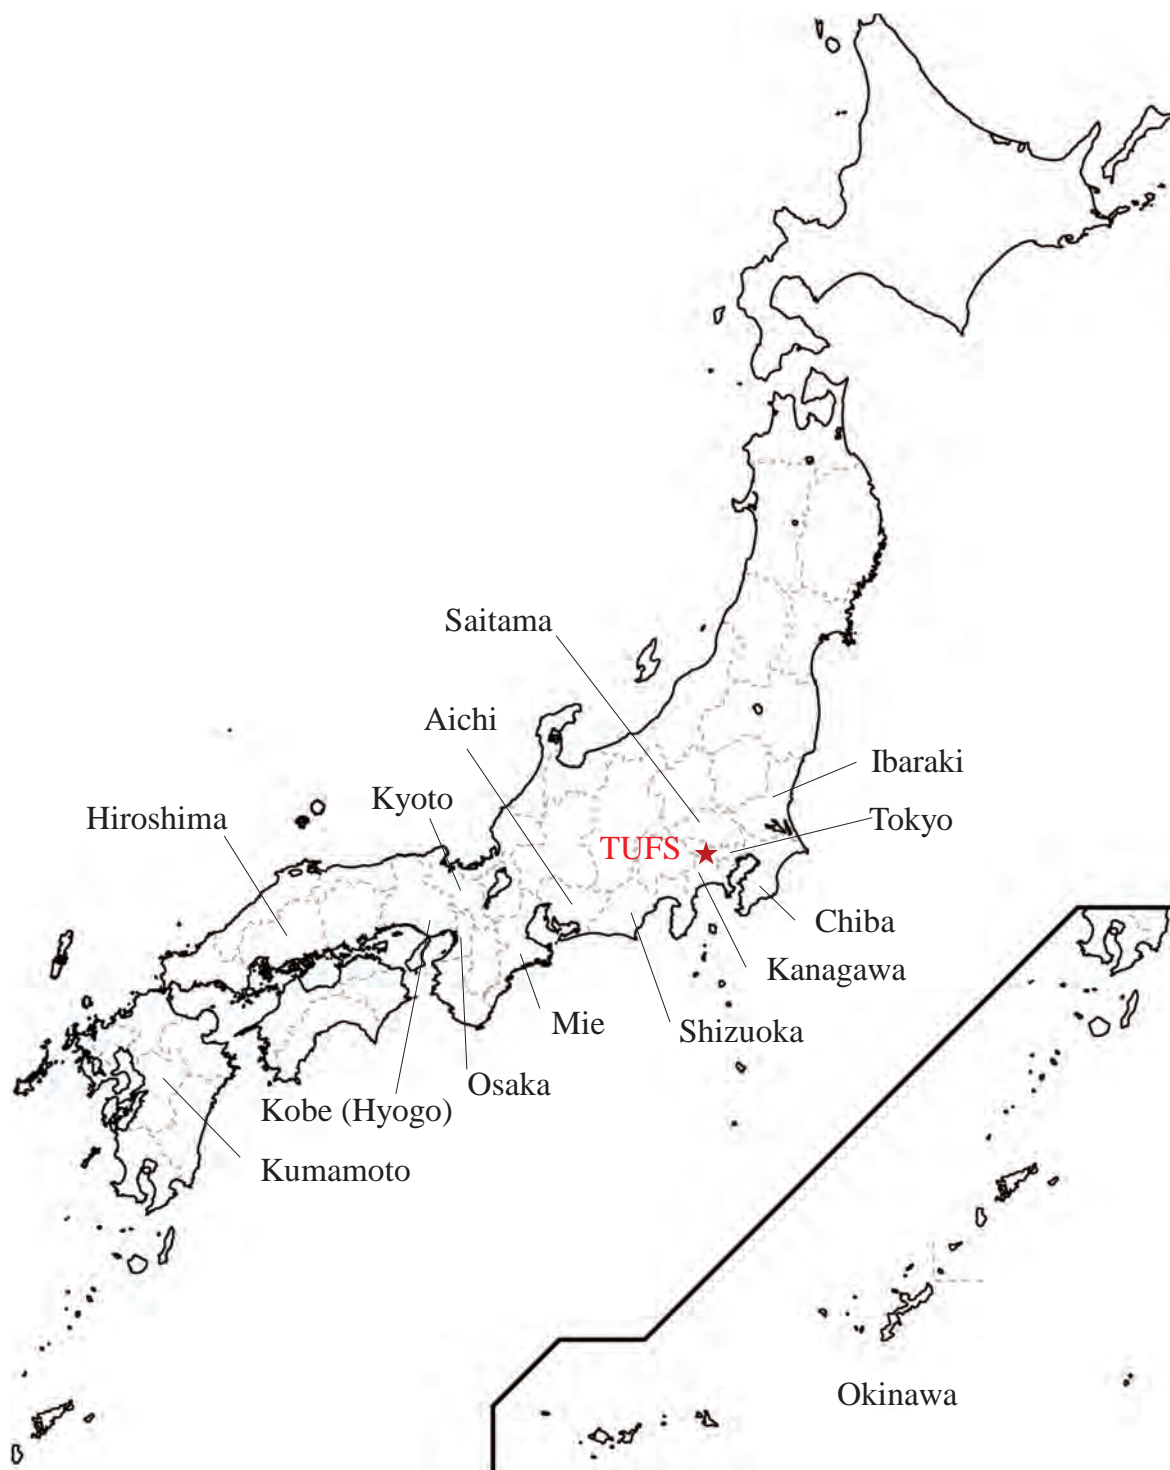 Saitama
Aichi
Ibaraki
Kyoto
Hiroshima
Tokyo
TUFS
Chiba
Kanagawa
Mie
Shizuoka
Osaka
Kobe (Hyogo)
Kumamoto
Okinawa